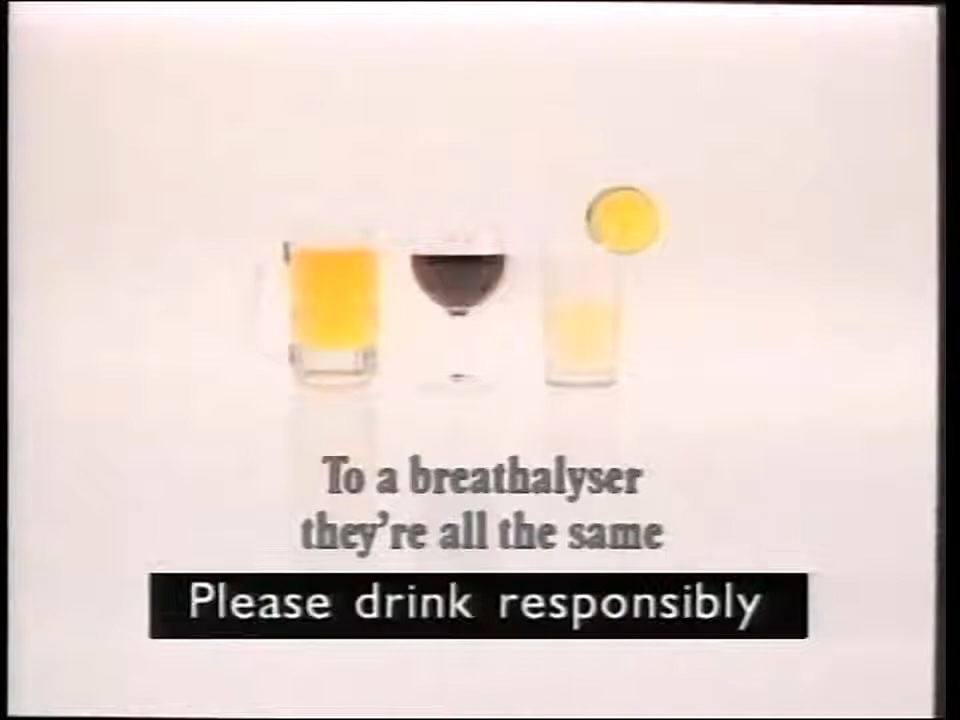 To a breathalyser
they're all the same
Please drink responsibly